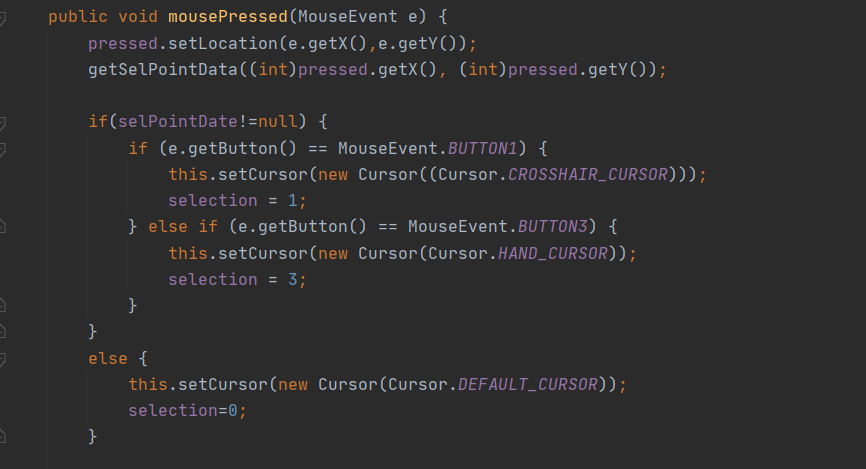 public void mousePressed(MouseEvent e) {
    pressed.setLocation(e.getX(),e.getY());
    getSelPointData((int)pressed.getX(), (int)pressed.getY());

    if(selPointDate!=null) {
        if (e.getButton() == MouseEvent.BUTTON1) {
            this.setCursor(new Cursor((Cursor.CROSSHAIR_CURSOR)));
            selection = 1;
        } else if (e.getButton() == MouseEvent.BUTTON3) {
            this.setCursor(new Cursor(Cursor.HAND_CURSOR));
            selection = 3;
        }
    }
    else {
        this.setCursor(new Cursor(Cursor.DEFAULT_CURSOR));
        selection=0;
    }